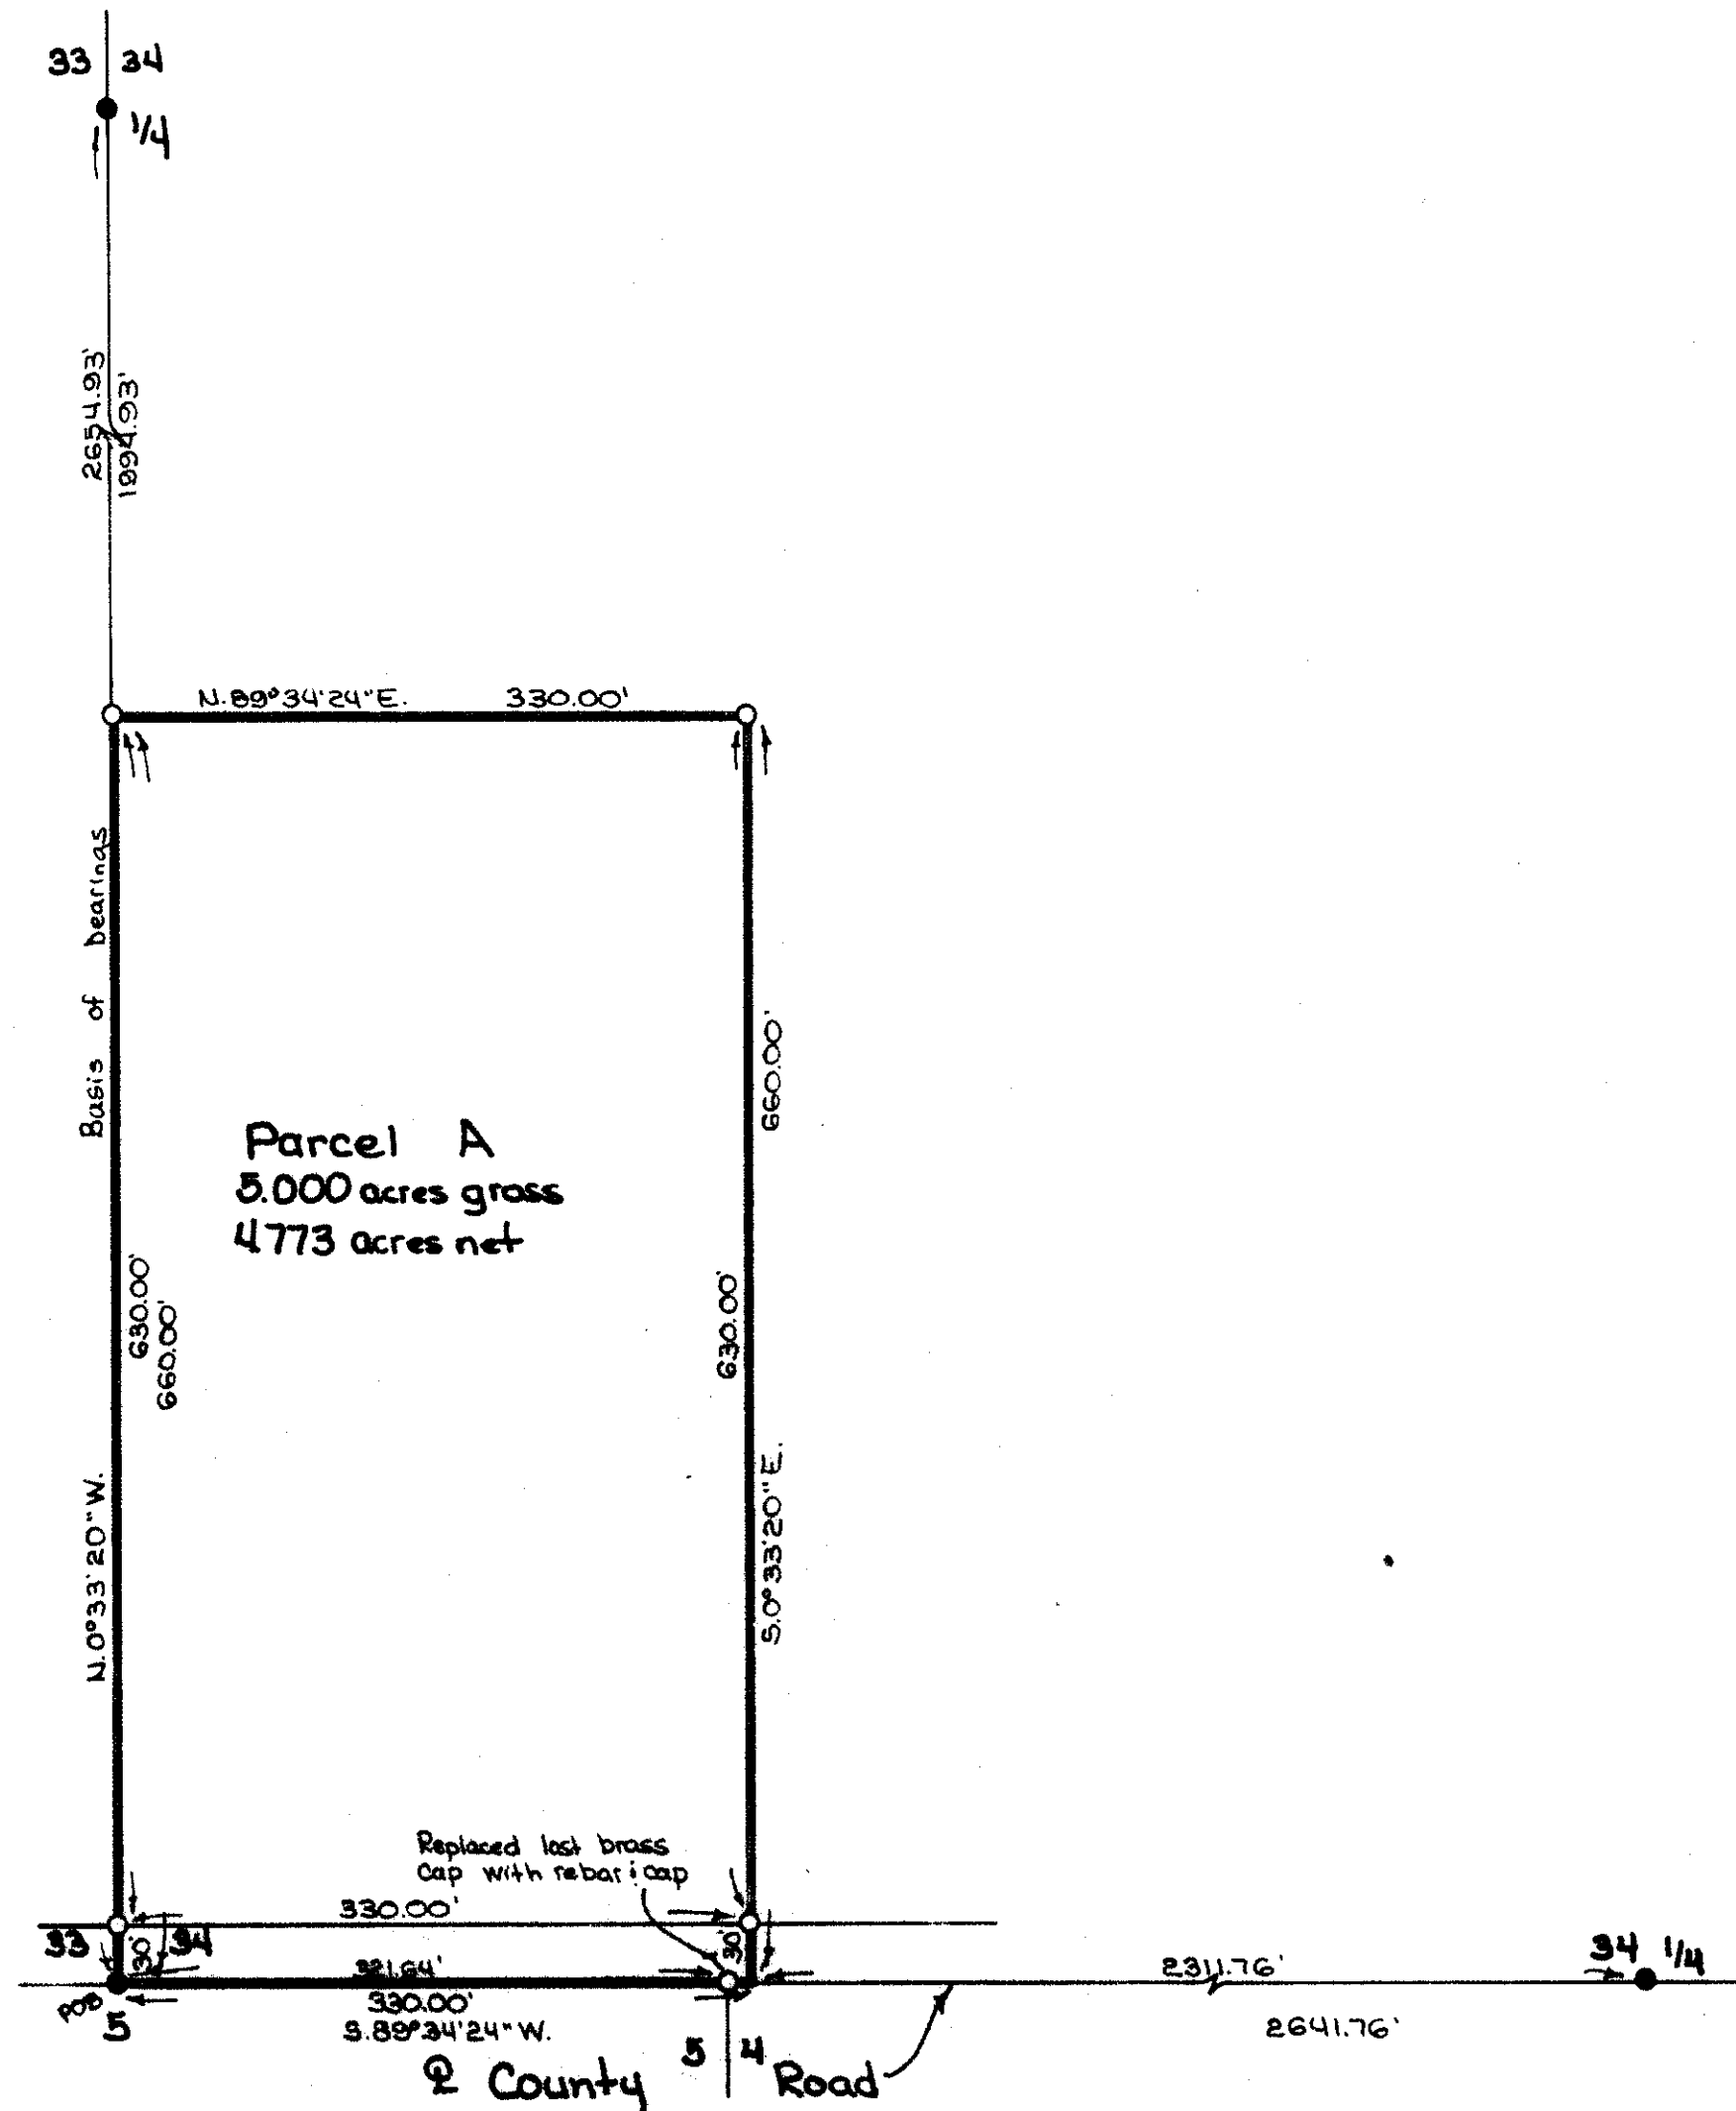 33 34
1/4
2654.93'
1994.93'
N.89°34'24"E. 330.00'
Basis of bearings
660.00'
Parcel A
5.000 acres gross
4773 acres net
630.00'
660.00'
630.00'
N.0°33'20"W.
S.0°33'20"E.
Replaced lost brass
cap with rebar & cap
330.00'
33 34
30'
30'
34 1/4
321.64'
2311.76'
POB
330.00'
5
S.89°34'24"W.
2641.76'
5 4
℄ County Road